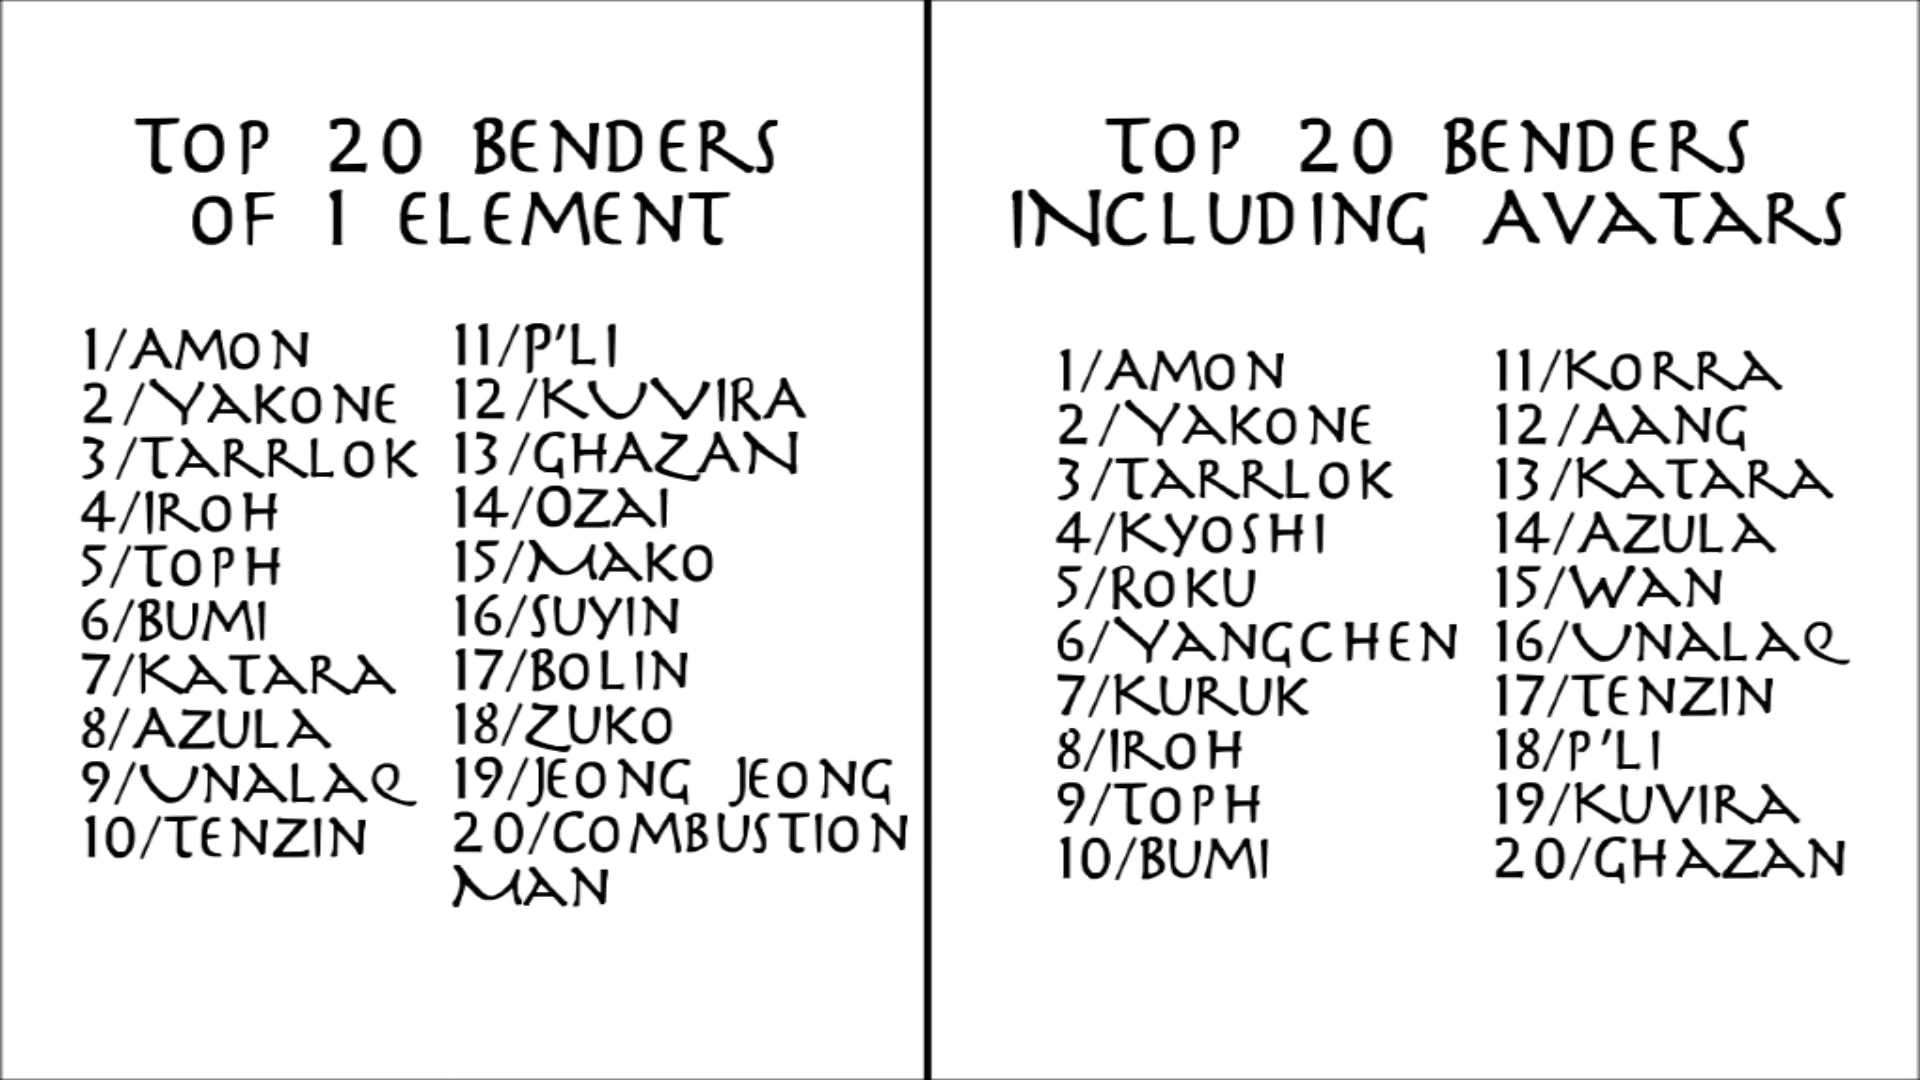 TOP 20 BENDERS
OF 1 ELEMENT
1/AMON
2/YAKONE
3/TARRLOK
4/IROH
5/TOPH
6/BUMI
7/KATARA
8/AZULA
9/UNALAQ
10/TENZIN
11/P'LI
12/KUVIRA
13/GHAZAN
14/OZAI
15/MAKO
16/SUYIN
17/BOLIN
18/ZUKO
19/JEONG JEONG
20/COMBUSTION
MAN
TOP 20 BENDERS
INCLUDING AVATARS
1/AMON
2/YAKONE
3/TARRLOK
4/KYOSHI
5/ROKU
6/YANGCHEN
7/KURUK
8/IROH
9/TOPH
10/BUMI
11/KORRA
12/AANG
13/KATARA
14/AZULA
15/WAN
16/UNALAQ
17/TENZIN
18/P'LI
19/KUVIRA
20/GHAZAN